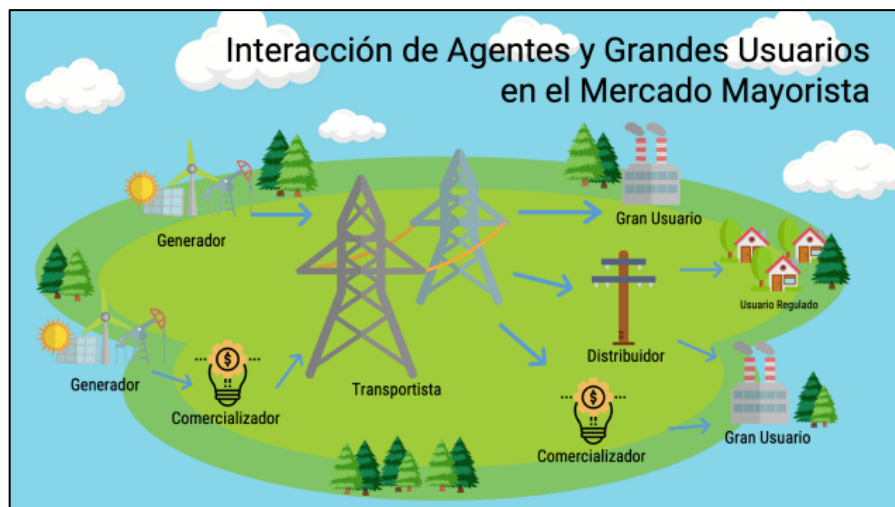 Interacción de Agentes y Grandes Usuarios
en el Mercado Mayorista
Generador
Gran Usuario
Usuario Regulado
Distribuidor
Generador
Comercializador
$
Transportista
Comercializador
$
Gran Usuario